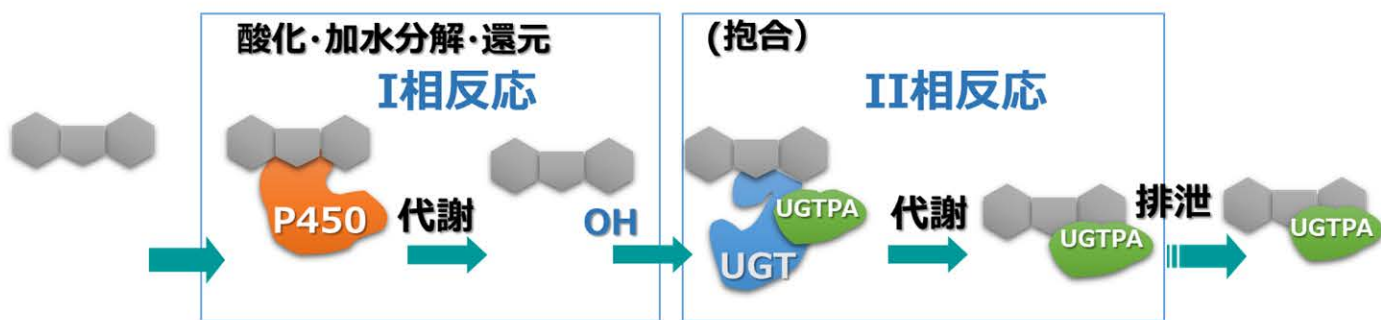 酸化･加水分解･還元
I相反応
P450
代謝
OH
(抱合）
II相反応
UGTPA
UGT
代謝
UGTPA
排泄
UGTPA